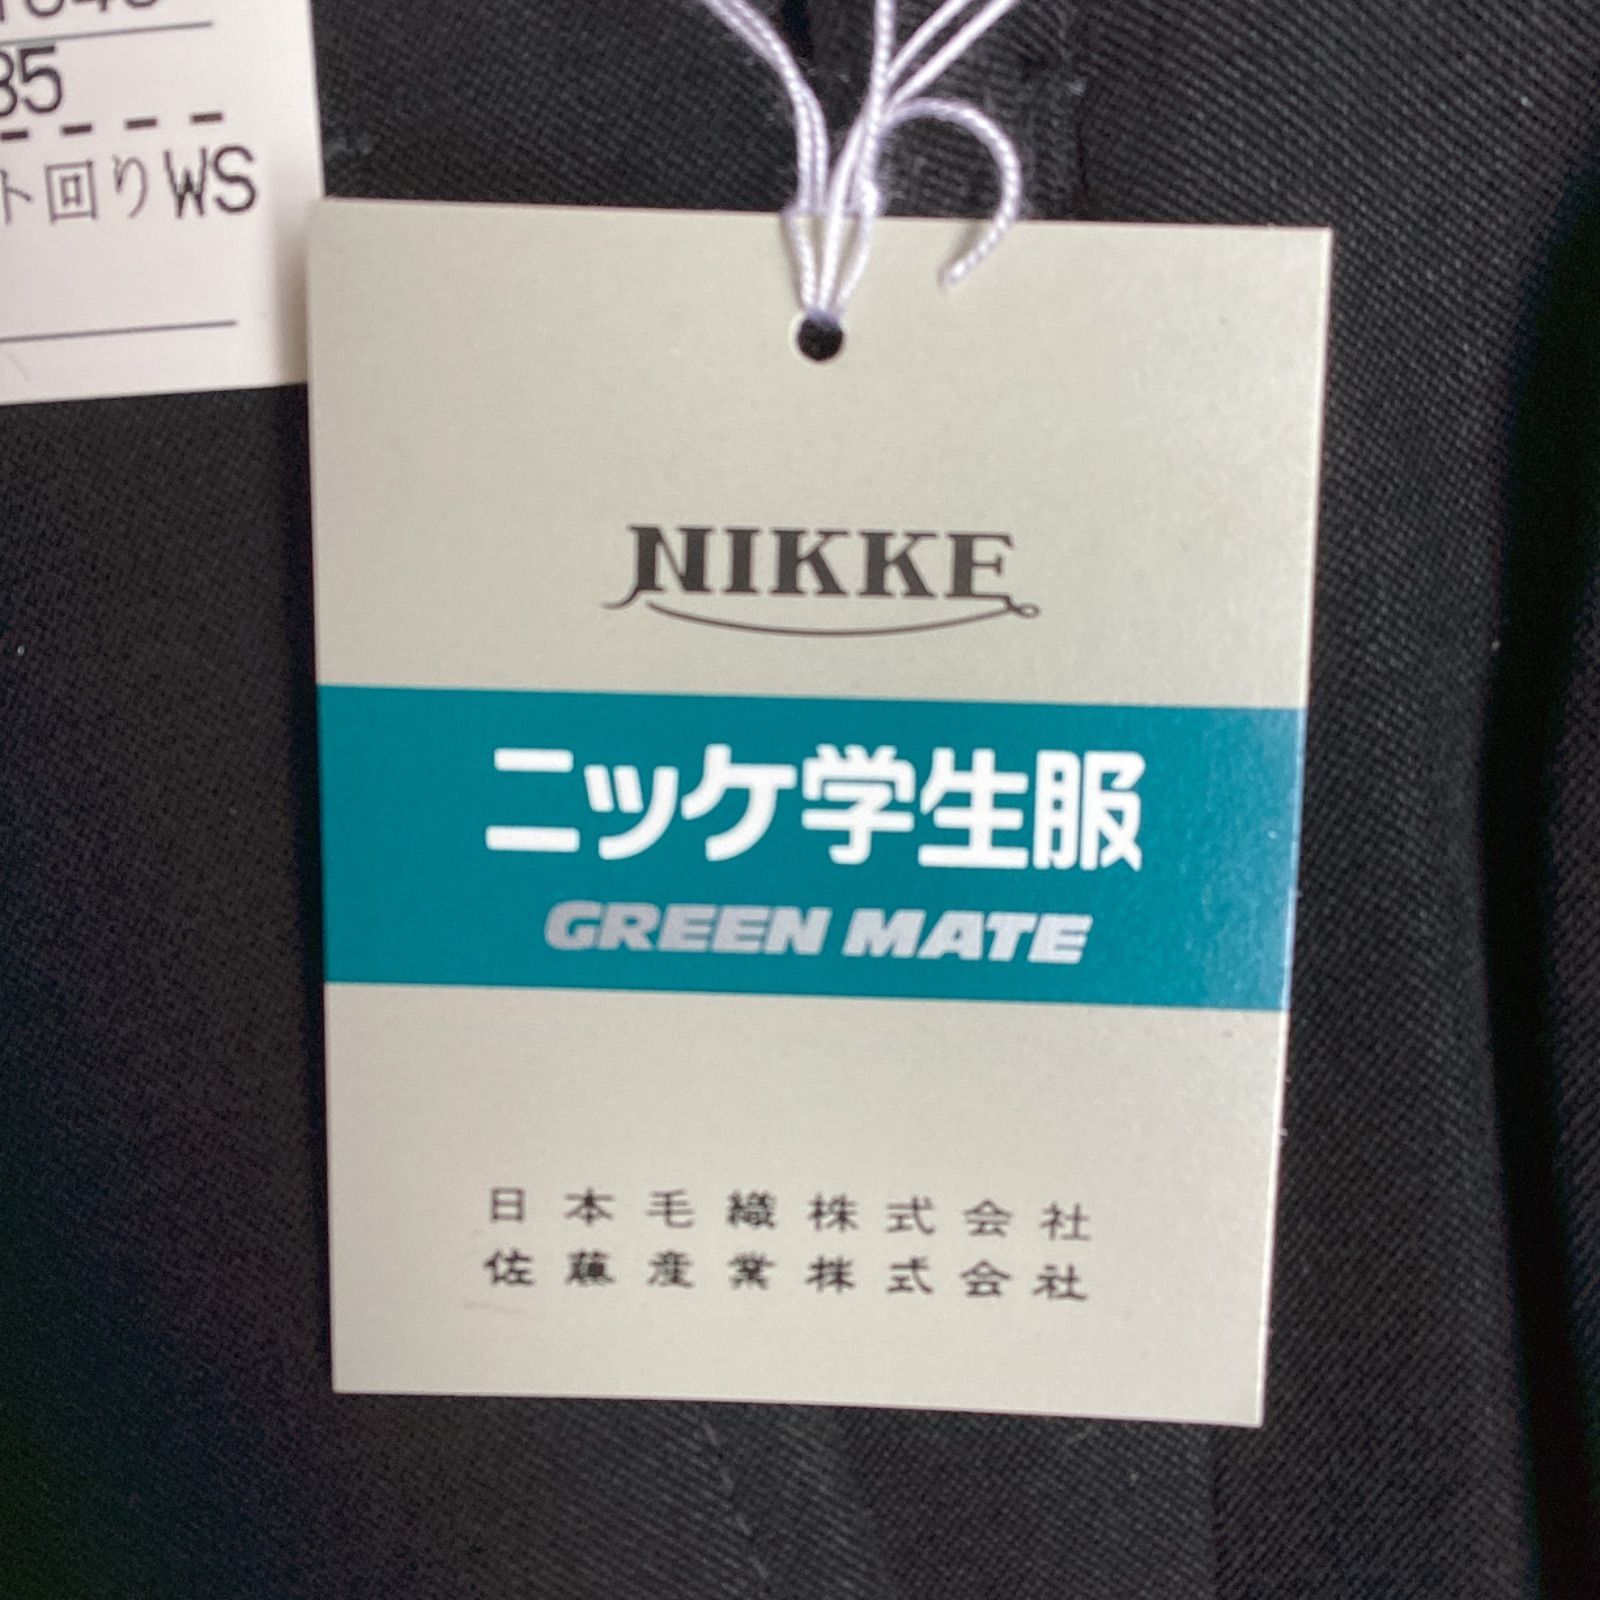 85
ト回りWS
NIKKE
ニッケ学生服
GREEN MATE
日本毛織株式会社
佐藤産業株式会社